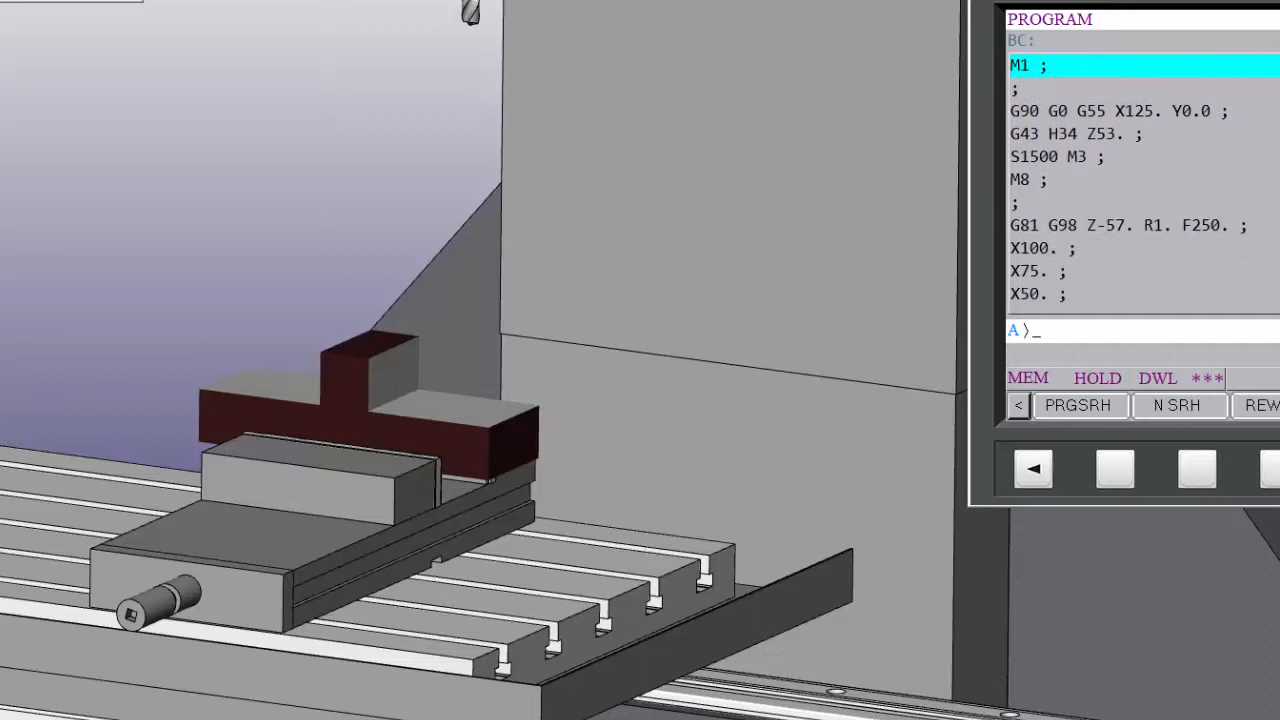 PROGRAM
BC:
M1 ;
;
G90 G0 G55 X125. Y0.0 ;
G43 H34 Z53. ;
S1500 M3 ;
M8 ;
;
G81 G98 Z-57. R1. F250. ;
X100. ;
X75. ;
X50. ;
A )_
MEM HOLD DWL ***
< PRGSRH N SRH REW
◄